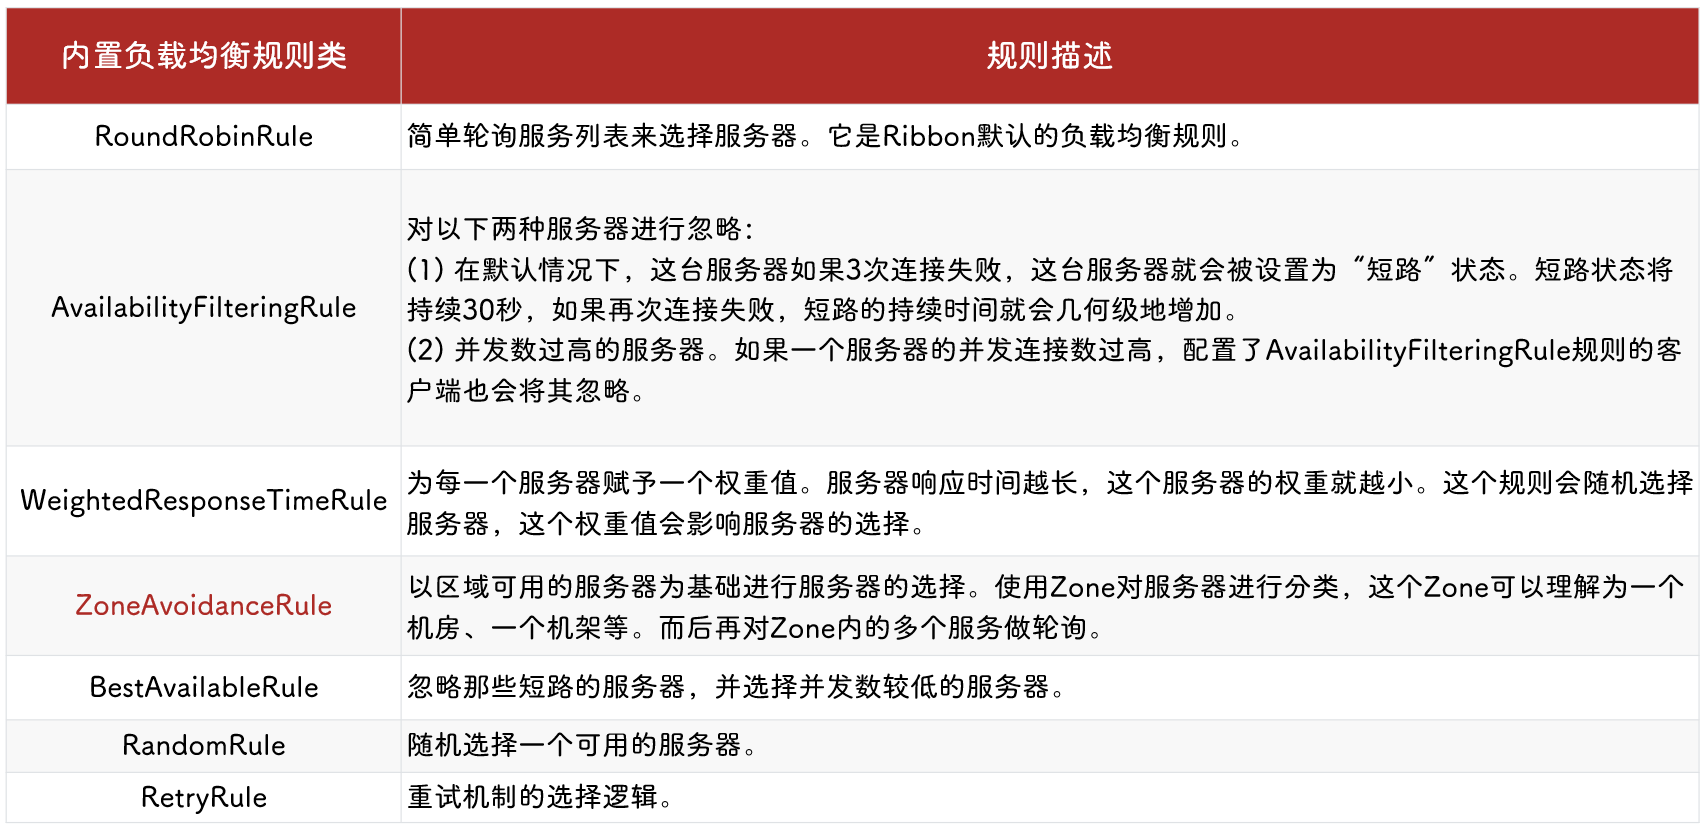 内置负载均衡规则类
规则描述
RoundRobinRule
简单轮询服务列表来选择服务器。它是Ribbon默认的负载均衡规则。
AvailabilityFilteringRule
对以下两种服务器进行忽略：
(1) 在默认情况下，这台服务器如果3次连接失败，这台服务器就会被设置为“短路”状态。短路状态将
持续30秒，如果再次连接失败，短路的持续时间就会几何级地增加。
(2) 并发数过高的服务器。如果一个服务器的并发连接数过高，配置了AvailabilityFilteringRule规则的客
户端也会将其忽略。
WeightedResponseTimeRule
为每一个服务器赋予一个权重值。服务器响应时间越长，这个服务器的权重就越小。这个规则会随机选择
服务器，这个权重值会影响服务器的选择。
ZoneAvoidanceRule
以区域可用的服务器为基础进行服务器的选择。使用Zone对服务器进行分类，这个Zone可以理解为一个
机房、一个机架等。而后再对Zone内的多个服务做轮询。
BestAvailableRule
忽略那些短路的服务器，并选择并发数较低的服务器。
RandomRule
随机选择一个可用的服务器。
RetryRule
重试机制的选择逻辑。